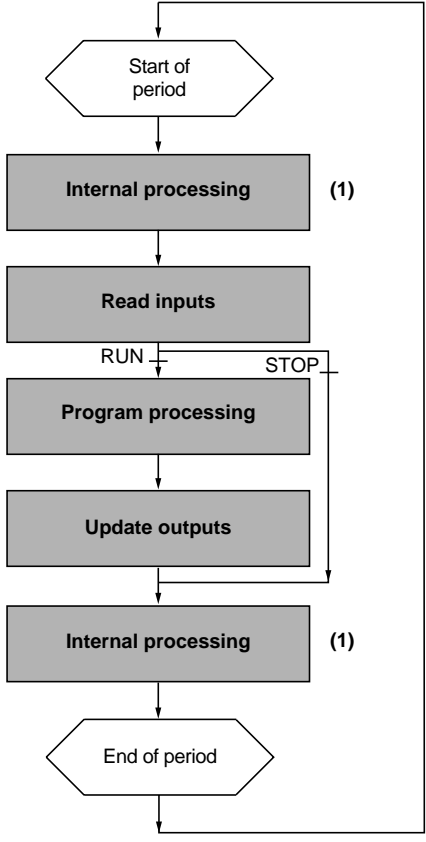 Start of
period
Internal processing (1)
Read inputs
RUN
STOP
Program processing
Update outputs
Internal processing (1)
End of period